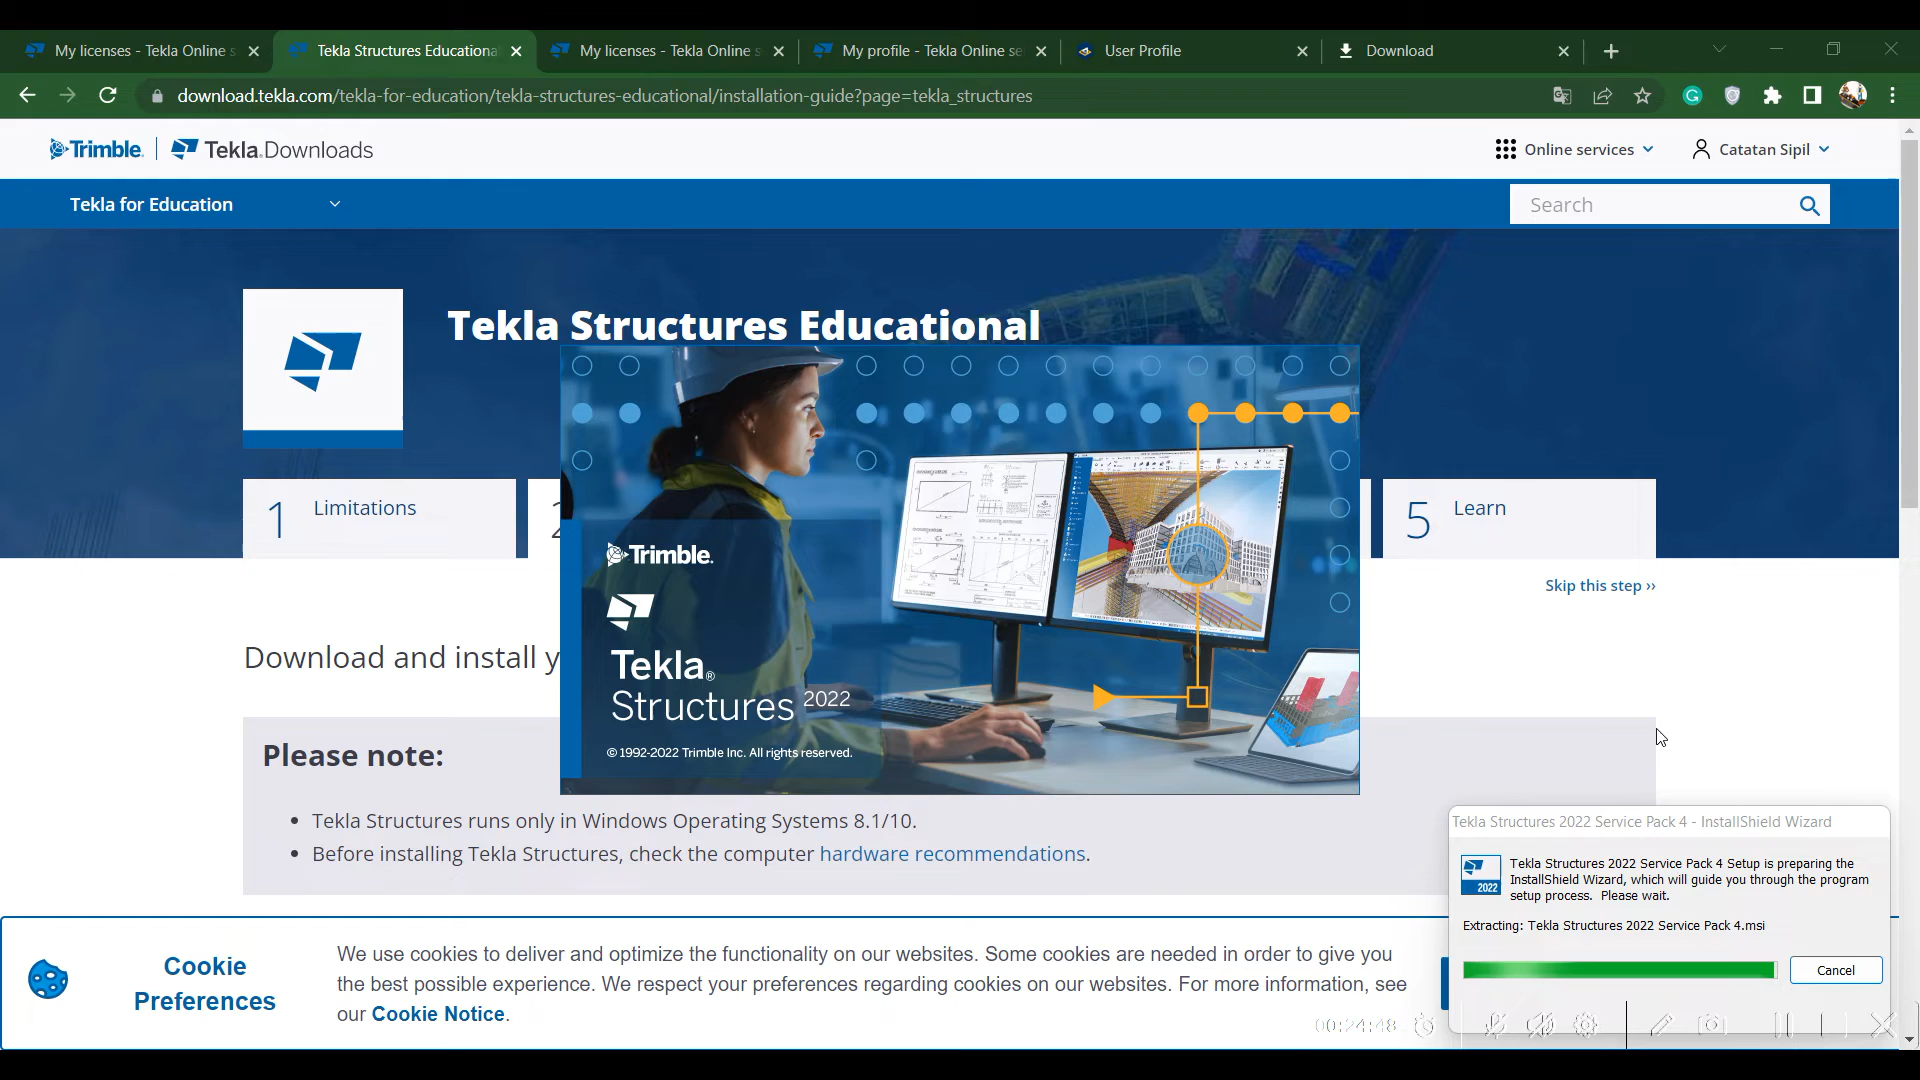 My licenses - Tekla Online s
Tekla Structures Educationa
My licenses - Tekla Online s
My profile - Tekla Online se
User Profile
Download
download.tekla.com/tekla-for-education/tekla-structures-educational/installation-guide?page=tekla_structures
Trimble.
Tekla Downloads
Online services
Catatan Sipil
Tekla for Education
Search
Tekla Structures Educational
1 Limitations
2
5 Learn
Skip this step ››
Download and install y
Trimble.
Tekla®
Structures 2022
© 1992-2022 Trimble Inc. All rights reserved.
Please note:
• Tekla Structures runs only in Windows Operating Systems 8.1/10.
• Before installing Tekla Structures, check the computer hardware recommendations.
Tekla Structures 2022 Service Pack 4 - InstallShield Wizard
2022
Tekla Structures 2022 Service Pack 4 Setup is preparing the
InstallShield Wizard, which will guide you through the program
setup process. Please wait.
Extracting: Tekla Structures 2022 Service Pack 4.msi
Cancel
Cookie
Preferences
We use cookies to deliver and optimize the functionality on our websites. Some cookies are needed in order to give you
the best possible experience. We respect your preferences regarding cookies on our websites. For more information, see
our Cookie Notice.
00:24:48